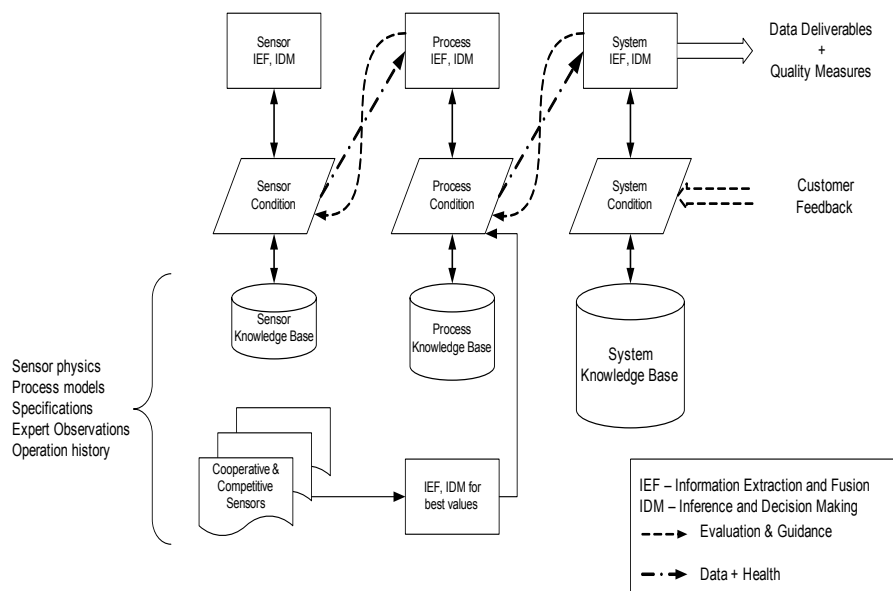 Sensor
IEF, IDM
Process
IEF, IDM
System
IEF, IDM
Data Deliverables
+
Quality Measures
Sensor
Condition
Process
Condition
System
Condition
Customer
Feedback
Sensor
Knowledge Base
Process
Knowledge Base
System
Knowledge Base
Sensor physics
Process models
Specifications
Expert Observations
Operation history
Cooperative &
Competitive
Sensors
IEF, IDM for
best values
IEF – Information Extraction and Fusion
IDM – Inference and Decision Making
Evaluation & Guidance
Data + Health